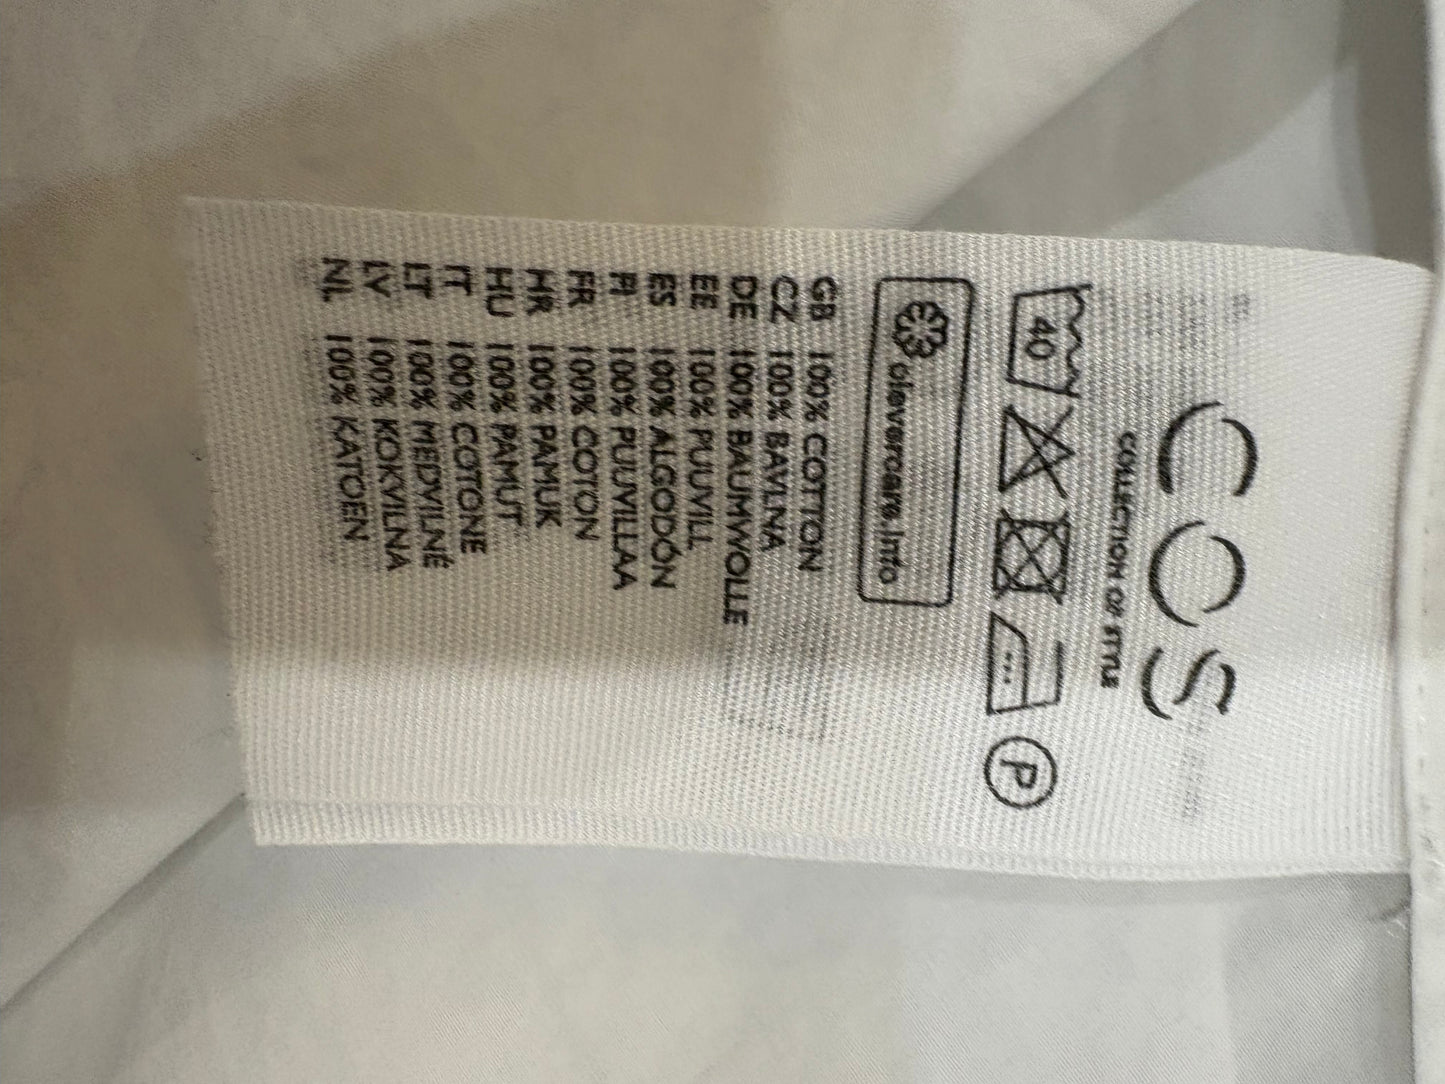 COS
COLLECTION OF STYLE
40
P
clevercare.info
GB 100% COTTON
CZ 100% BAVLNA
DE 100% BAUMWOLLE
EE 100% PUUVILL
ES 100% ALGODÓN
FI 100% PUUVILLAA
FR 100% COTON
HR 100% PAMUK
HU 100% PAMUT
IT 100% COTONE
LT 100% MEDVILNĖ
LV 100% KOKVILNA
NL 100% KATOEN